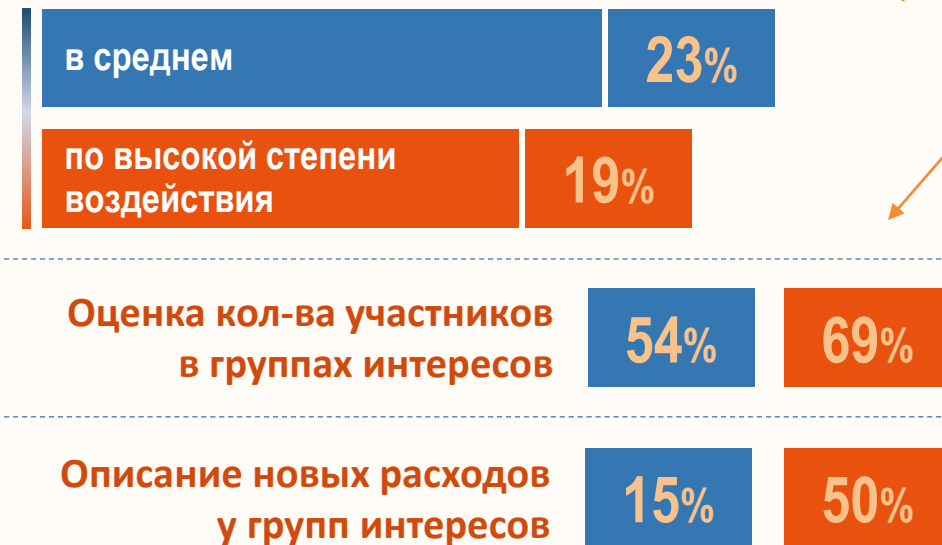 в среднем
23%
по высокой степени
воздействия
19%
Оценка кол-ва участников
в группах интересов
54%
69%
Описание новых расходов
у групп интересов
15%
50%